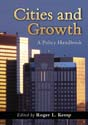 Cities and
Growth
A Policy Handbook
Edited by Roger L. Kemp